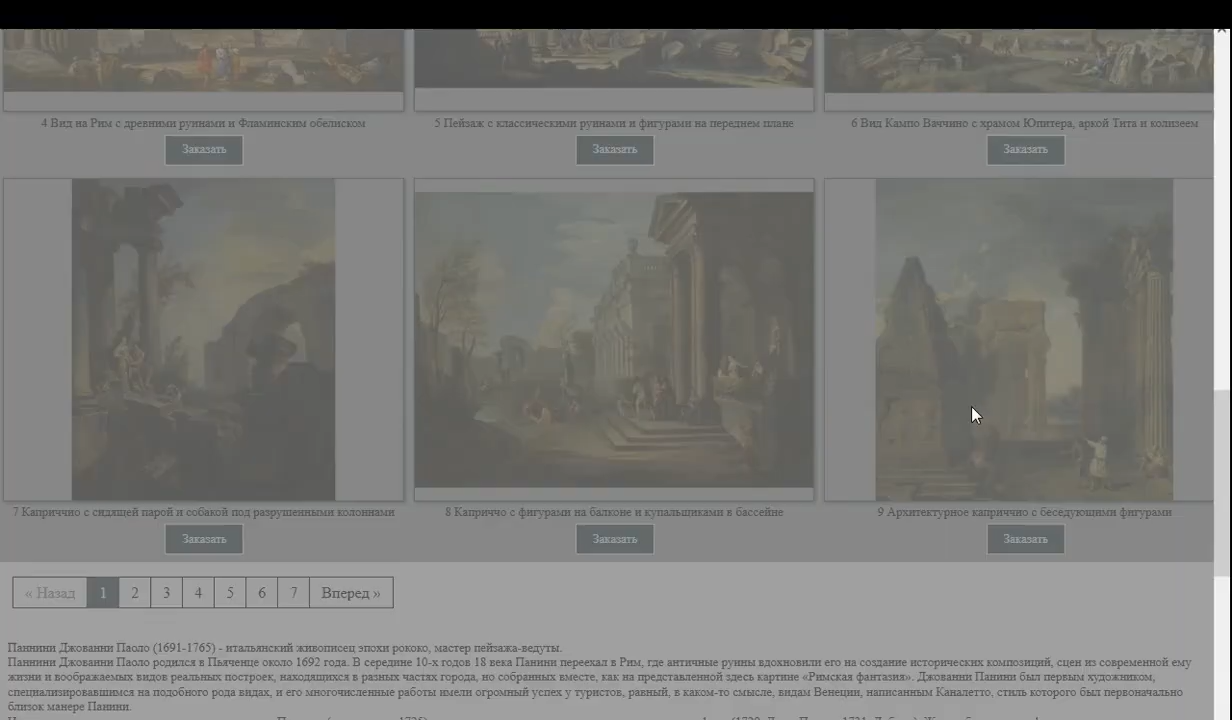 4 Вид на Рим с древними руинами и Фламинским обелиском
5 Пейзаж с классическими руинами и фигурами на переднем плане
6 Вид Кампо Ваччино с храмом Юпитера, аркой Тита и колизеем
Заказать
Заказать
Заказать
7 Каприччио с сидящей парой и собакой под разрушенными колоннами
8 Каприччо с фигурами на балконе и купальщиками в бассейне
9 Архитектурное каприччио с беседующими фигурами
Заказать
Заказать
Заказать
« Назад 1 2 3 4 5 6 7 Вперед »
Паннини Джованни Паоло (1691-1765) - итальянский живописец эпохи рококо, мастер пейзажа-ведуты.
Паннини Джованни Паоло родился в Пьяченце около 1692 года. В середине 10-х годов 18 века Панини переехал в Рим, где античные руины вдохновили его на создание исторических композиций, сцен из современной ему
жизни и воображаемых видов реальных построек, находящихся в разных частях города, но собранных вместе, как на представленной здесь картине «Римская фантазия». Джованни Панини был первым художником,
специализировавшимся на подобного рода видах, и его многочисленные работы имели огромный успех у туристов, равный, в каком-то смысле, видам Венеции, написанным Каналетто, стиль которого был первоначально
близок манере Панини.